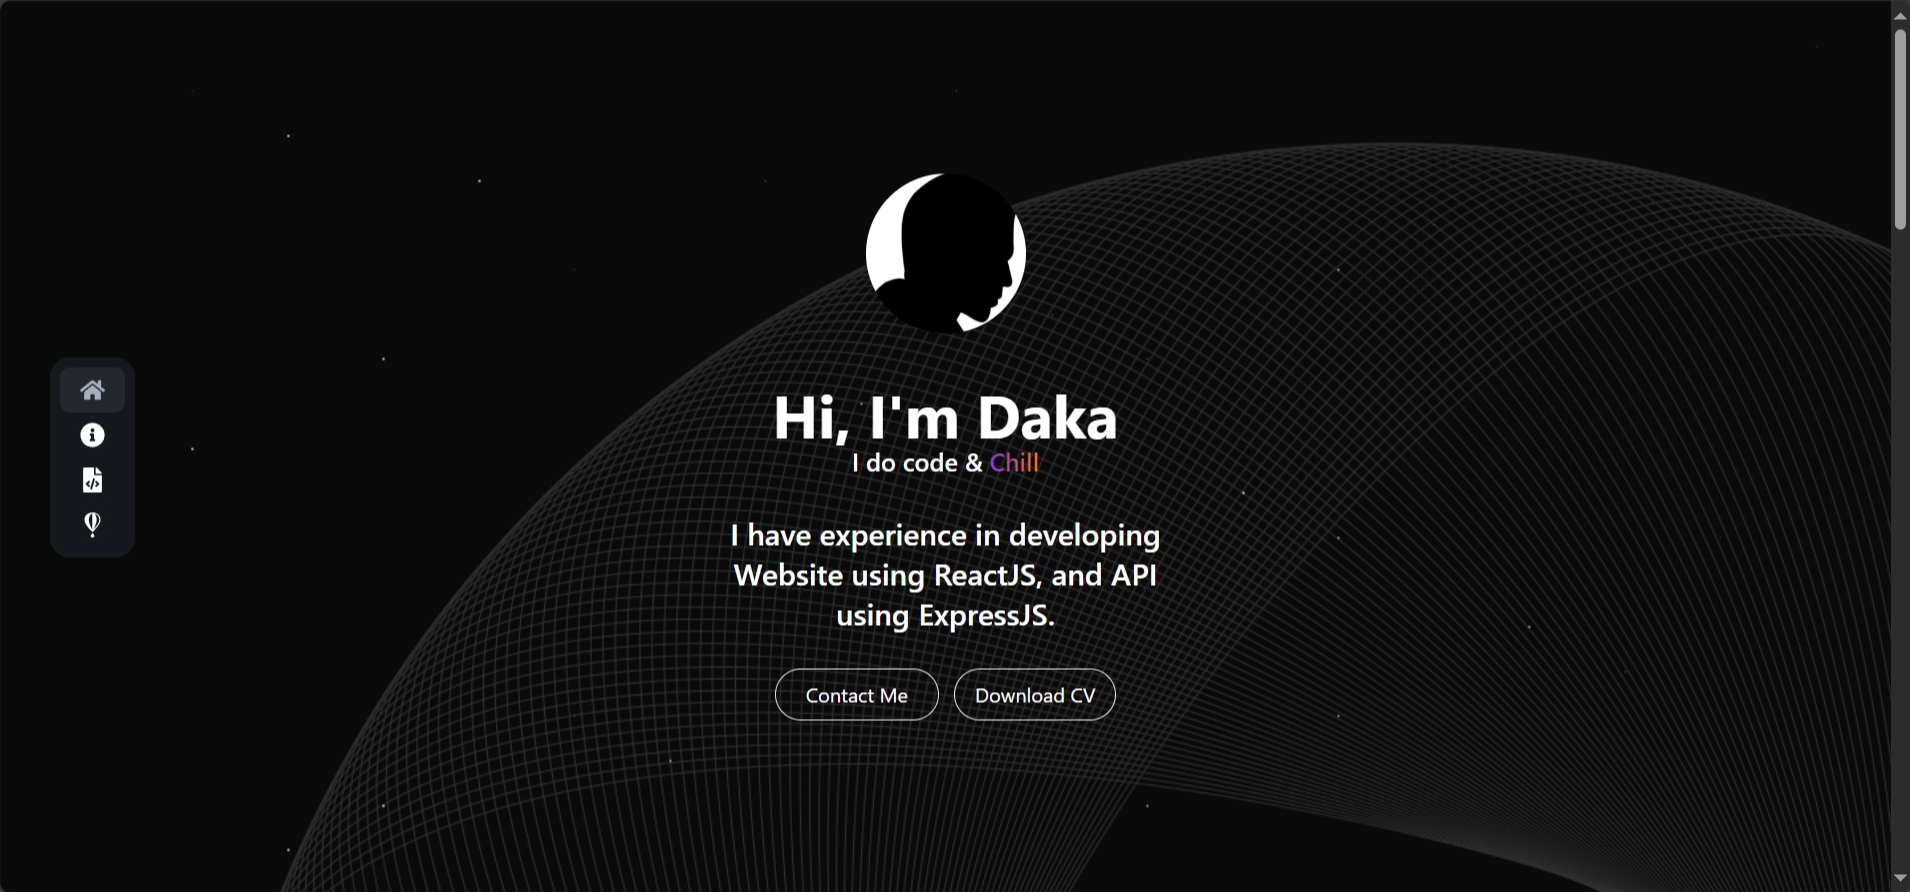 Hi, I'm Daka
I do code & Chill
I have experience in developing
Website using ReactJS, and API
using ExpressJS.
Contact Me
Download CV